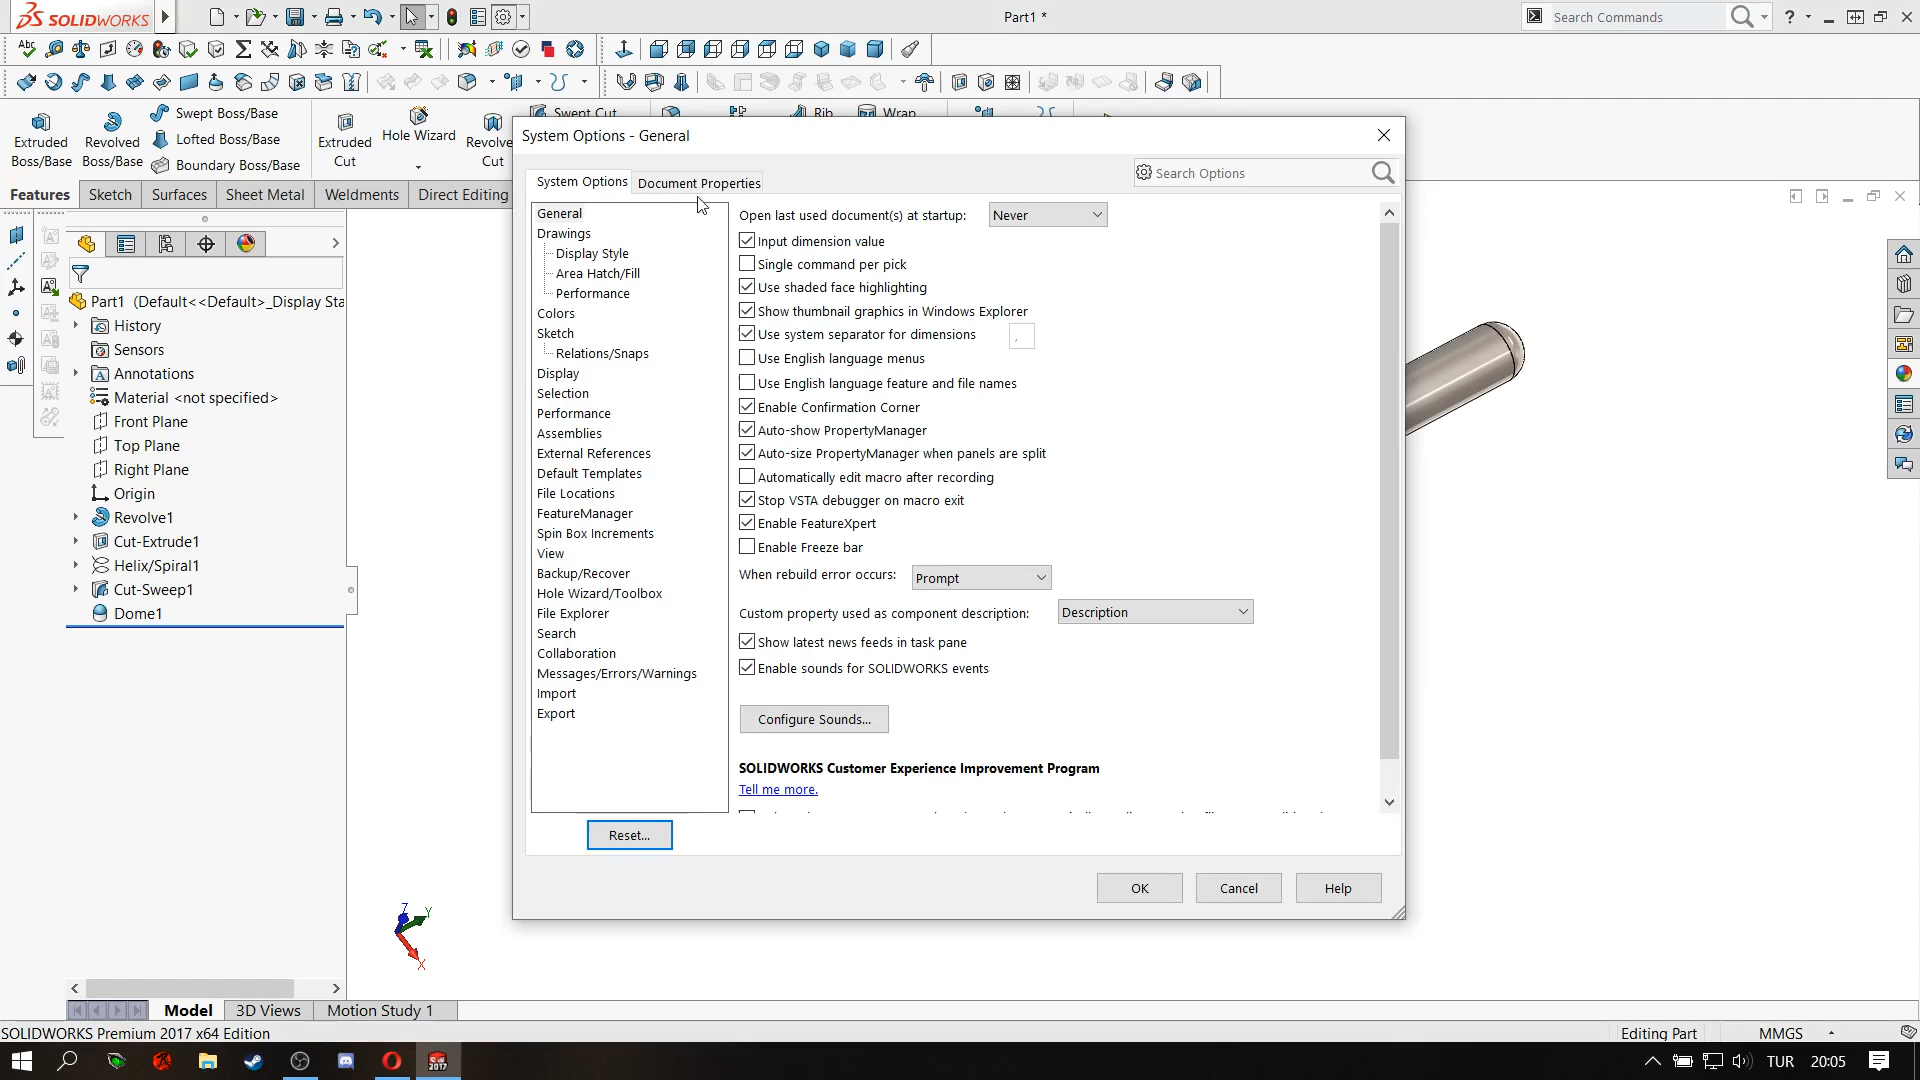 SOLIDWORKS
Part1 *
Search Commands
Extruded Boss/Base
Revolved Boss/Base
Swept Boss/Base
Lofted Boss/Base
Boundary Boss/Base
Extruded Cut
Hole Wizard
Revolve Cut
Swept Cut
Rib
Wrap
Features
Sketch
Surfaces
Sheet Metal
Weldments
Direct Editing
Part1 (Default<<Default>_Display Sta
History
Sensors
Annotations
Material <not specified>
Front Plane
Top Plane
Right Plane
Origin
Revolve1
Cut-Extrude1
Helix/Spiral1
Cut-Sweep1
Dome1
System Options - General
System Options
Document Properties
Search Options
General
Drawings
Display Style
Area Hatch/Fill
Performance
Colors
Sketch
Relations/Snaps
Display
Selection
Performance
Assemblies
External References
Default Templates
File Locations
FeatureManager
Spin Box Increments
View
Backup/Recover
Hole Wizard/Toolbox
File Explorer
Search
Collaboration
Messages/Errors/Warnings
Import
Export
Open last used document(s) at startup: Never
Input dimension value
Single command per pick
Use shaded face highlighting
Show thumbnail graphics in Windows Explorer
Use system separator for dimensions ,
Use English language menus
Use English language feature and file names
Enable Confirmation Corner
Auto-show PropertyManager
Auto-size PropertyManager when panels are split
Automatically edit macro after recording
Stop VSTA debugger on macro exit
Enable FeatureXpert
Enable Freeze bar
When rebuild error occurs: Prompt
Custom property used as component description: Description
Show latest news feeds in task pane
Enable sounds for SOLIDWORKS events
Configure Sounds...
SOLIDWORKS Customer Experience Improvement Program
Tell me more.
Reset...
OK
Cancel
Help
Z
Y
X
Model
3D Views
Motion Study 1
SOLIDWORKS Premium 2017 x64 Edition
Editing Part
MMGS
TUR
20:05